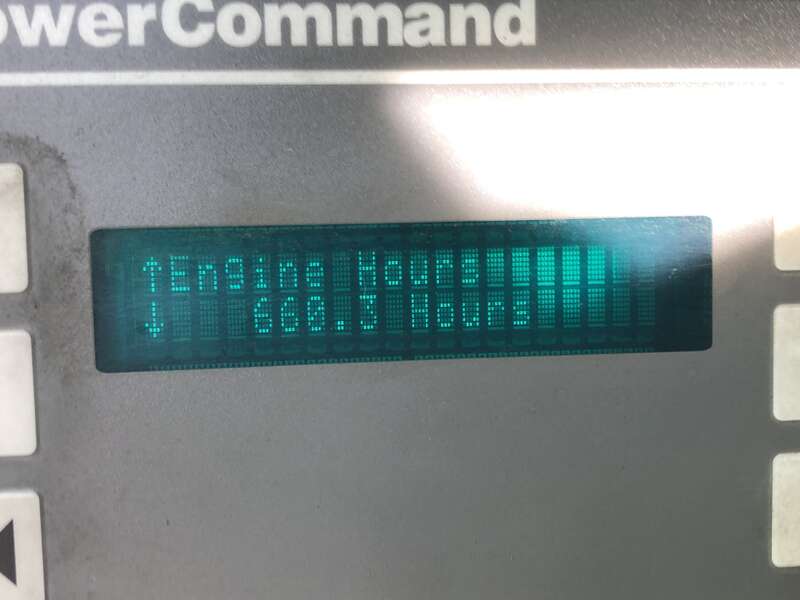 owerCommand
↑Engine Hours
↓ 660.3 Hours